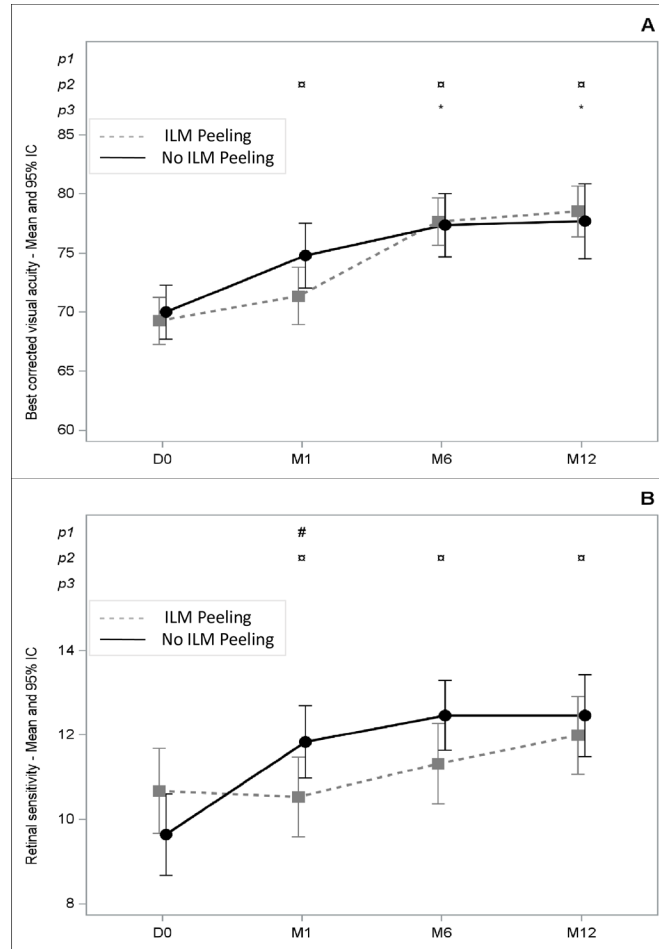 A
p1
p2 ¤ ¤ ¤
p3 * *
85
ILM Peeling
No ILM Peeling
80
75
70
65
60
Best corrected visual acuity - Mean and 95% IC
D0 M1 M6 M12
B
p1 #
p2 ¤ ¤ ¤
p3
ILM Peeling
No ILM Peeling
14
12
10
8
Retinal sensitivity - Mean and 95% IC
D0 M1 M6 M12